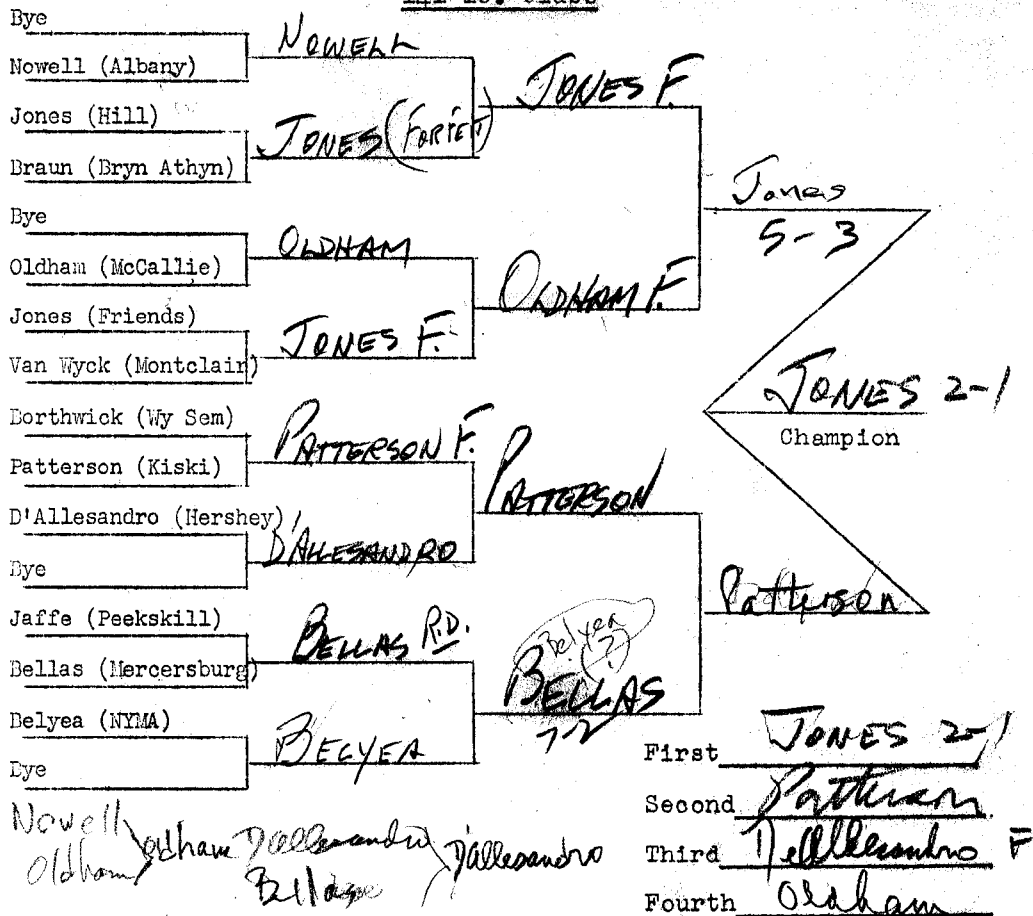 Class
Bye
Nowell (Albany)
NOWELL
Jones (Hill)
Braun (Bryn Athyn)
JONES (FORFEIT)
JONES F.
Bye
Oldham (McCallie)
OLDHAM
Jones (Friends)
Van Wyck (Montclair)
JONES F.
OLDHAM F.
Jones
5-3
Borthwick (Wy Sem)
Patterson (Kiski)
PATTERSON F.
D'Allesandro (Hershey)
Bye
D'ALLESANDRO
PATTERSON
Jaffe (Peekskill)
Bellas (Mercersburg)
BELLAS R.D.
Belyea (NYMA)
Bye
BELYEA
Belyea
(?)
BELLAS
7-2
Patterson
JONES 2-1
Champion
Nowell
Oldham
Oldham
Dallesandro
Dallesandro
First JONES 2-1
Second Patterson
Third D'Allesandro F
Fourth Oldham